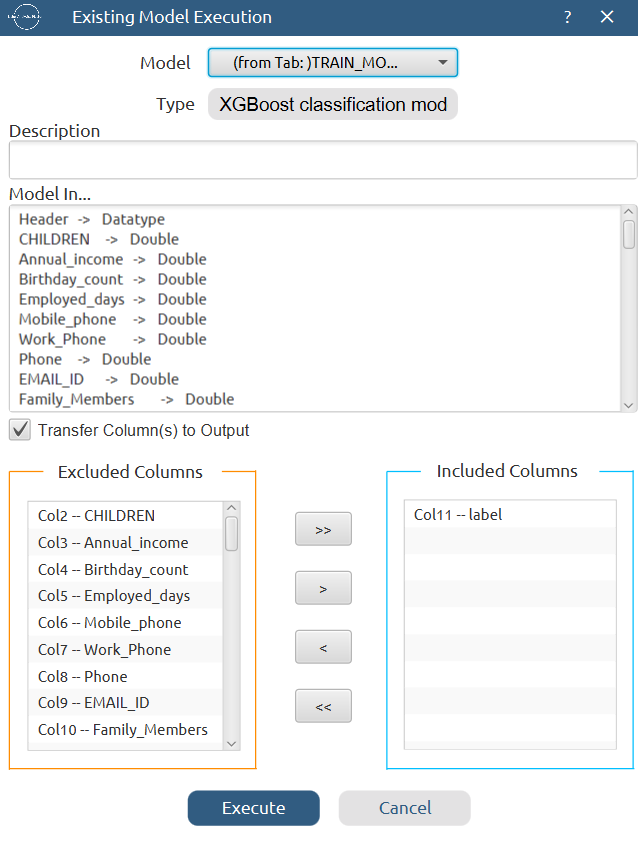 Existing Model Execution ? ×
Model (from Tab: )TRAIN_MO...
Type XGBoost classification mod
Description
Model In...
Header -> Datatype
CHILDREN -> Double
Annual_income -> Double
Birthday_count -> Double
Employed_days -> Double
Mobile_phone -> Double
Work_Phone -> Double
Phone -> Double
EMAIL_ID -> Double
Family_Members -> Double
Transfer Column(s) to Output
Excluded Columns
Col2 -- CHILDREN
Col3 -- Annual_income
Col4 -- Birthday_count
Col5 -- Employed_days
Col6 -- Mobile_phone
Col7 -- Work_Phone
Col8 -- Phone
Col9 -- EMAIL_ID
Col10 -- Family_Members
>>
>
<
<<
Included Columns
Col11 -- label
Execute Cancel